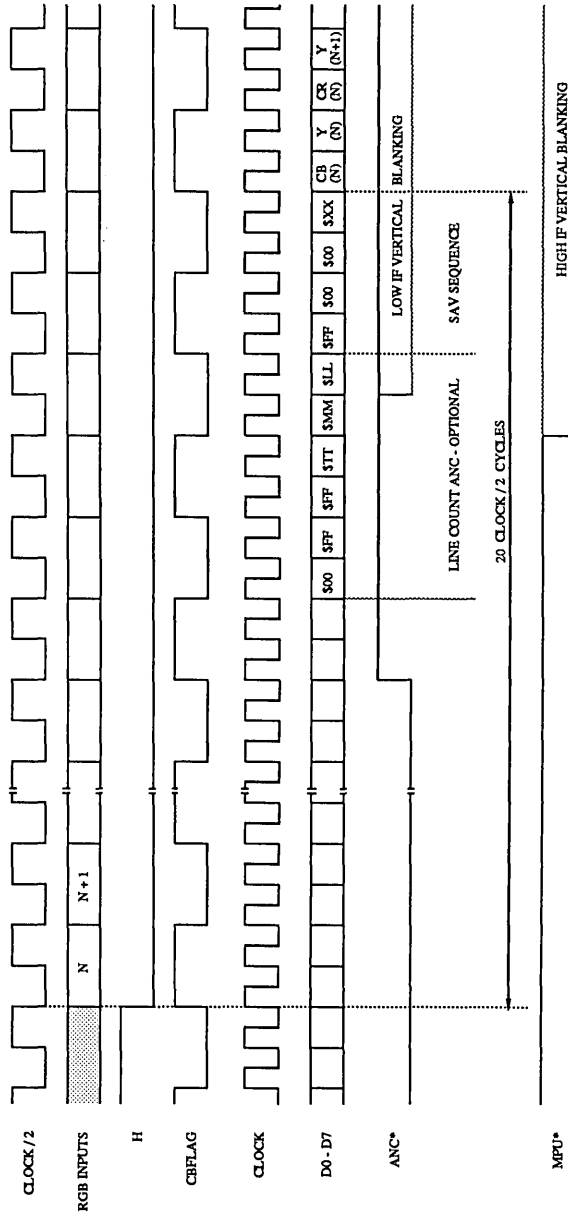 CLOCK / 2
RGB INPUTS
N
N + 1
H
CBFLAG
CLOCK
D0 - D7
$00
$FF
$FF
$TT
$MM
$LL
$FF
$00
$00
$XX
CB (N)
Y (N)
CR (N)
Y (N+1)
ANC*
LOW IF VERTICAL BLANKING
LINE COUNT ANC - OPTIONAL
SAV SEQUENCE
20 CLOCK / 2 CYCLES
MPU*
HIGH IF VERTICAL BLANKING